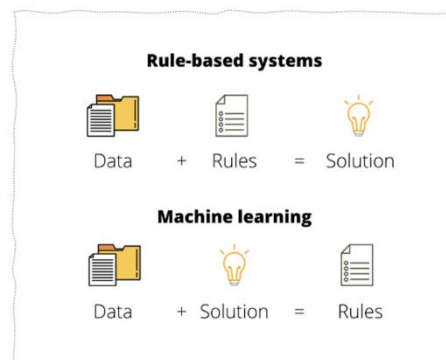 Rule-based systems
Data + Rules = Solution
Machine learning
Data + Solution = Rules